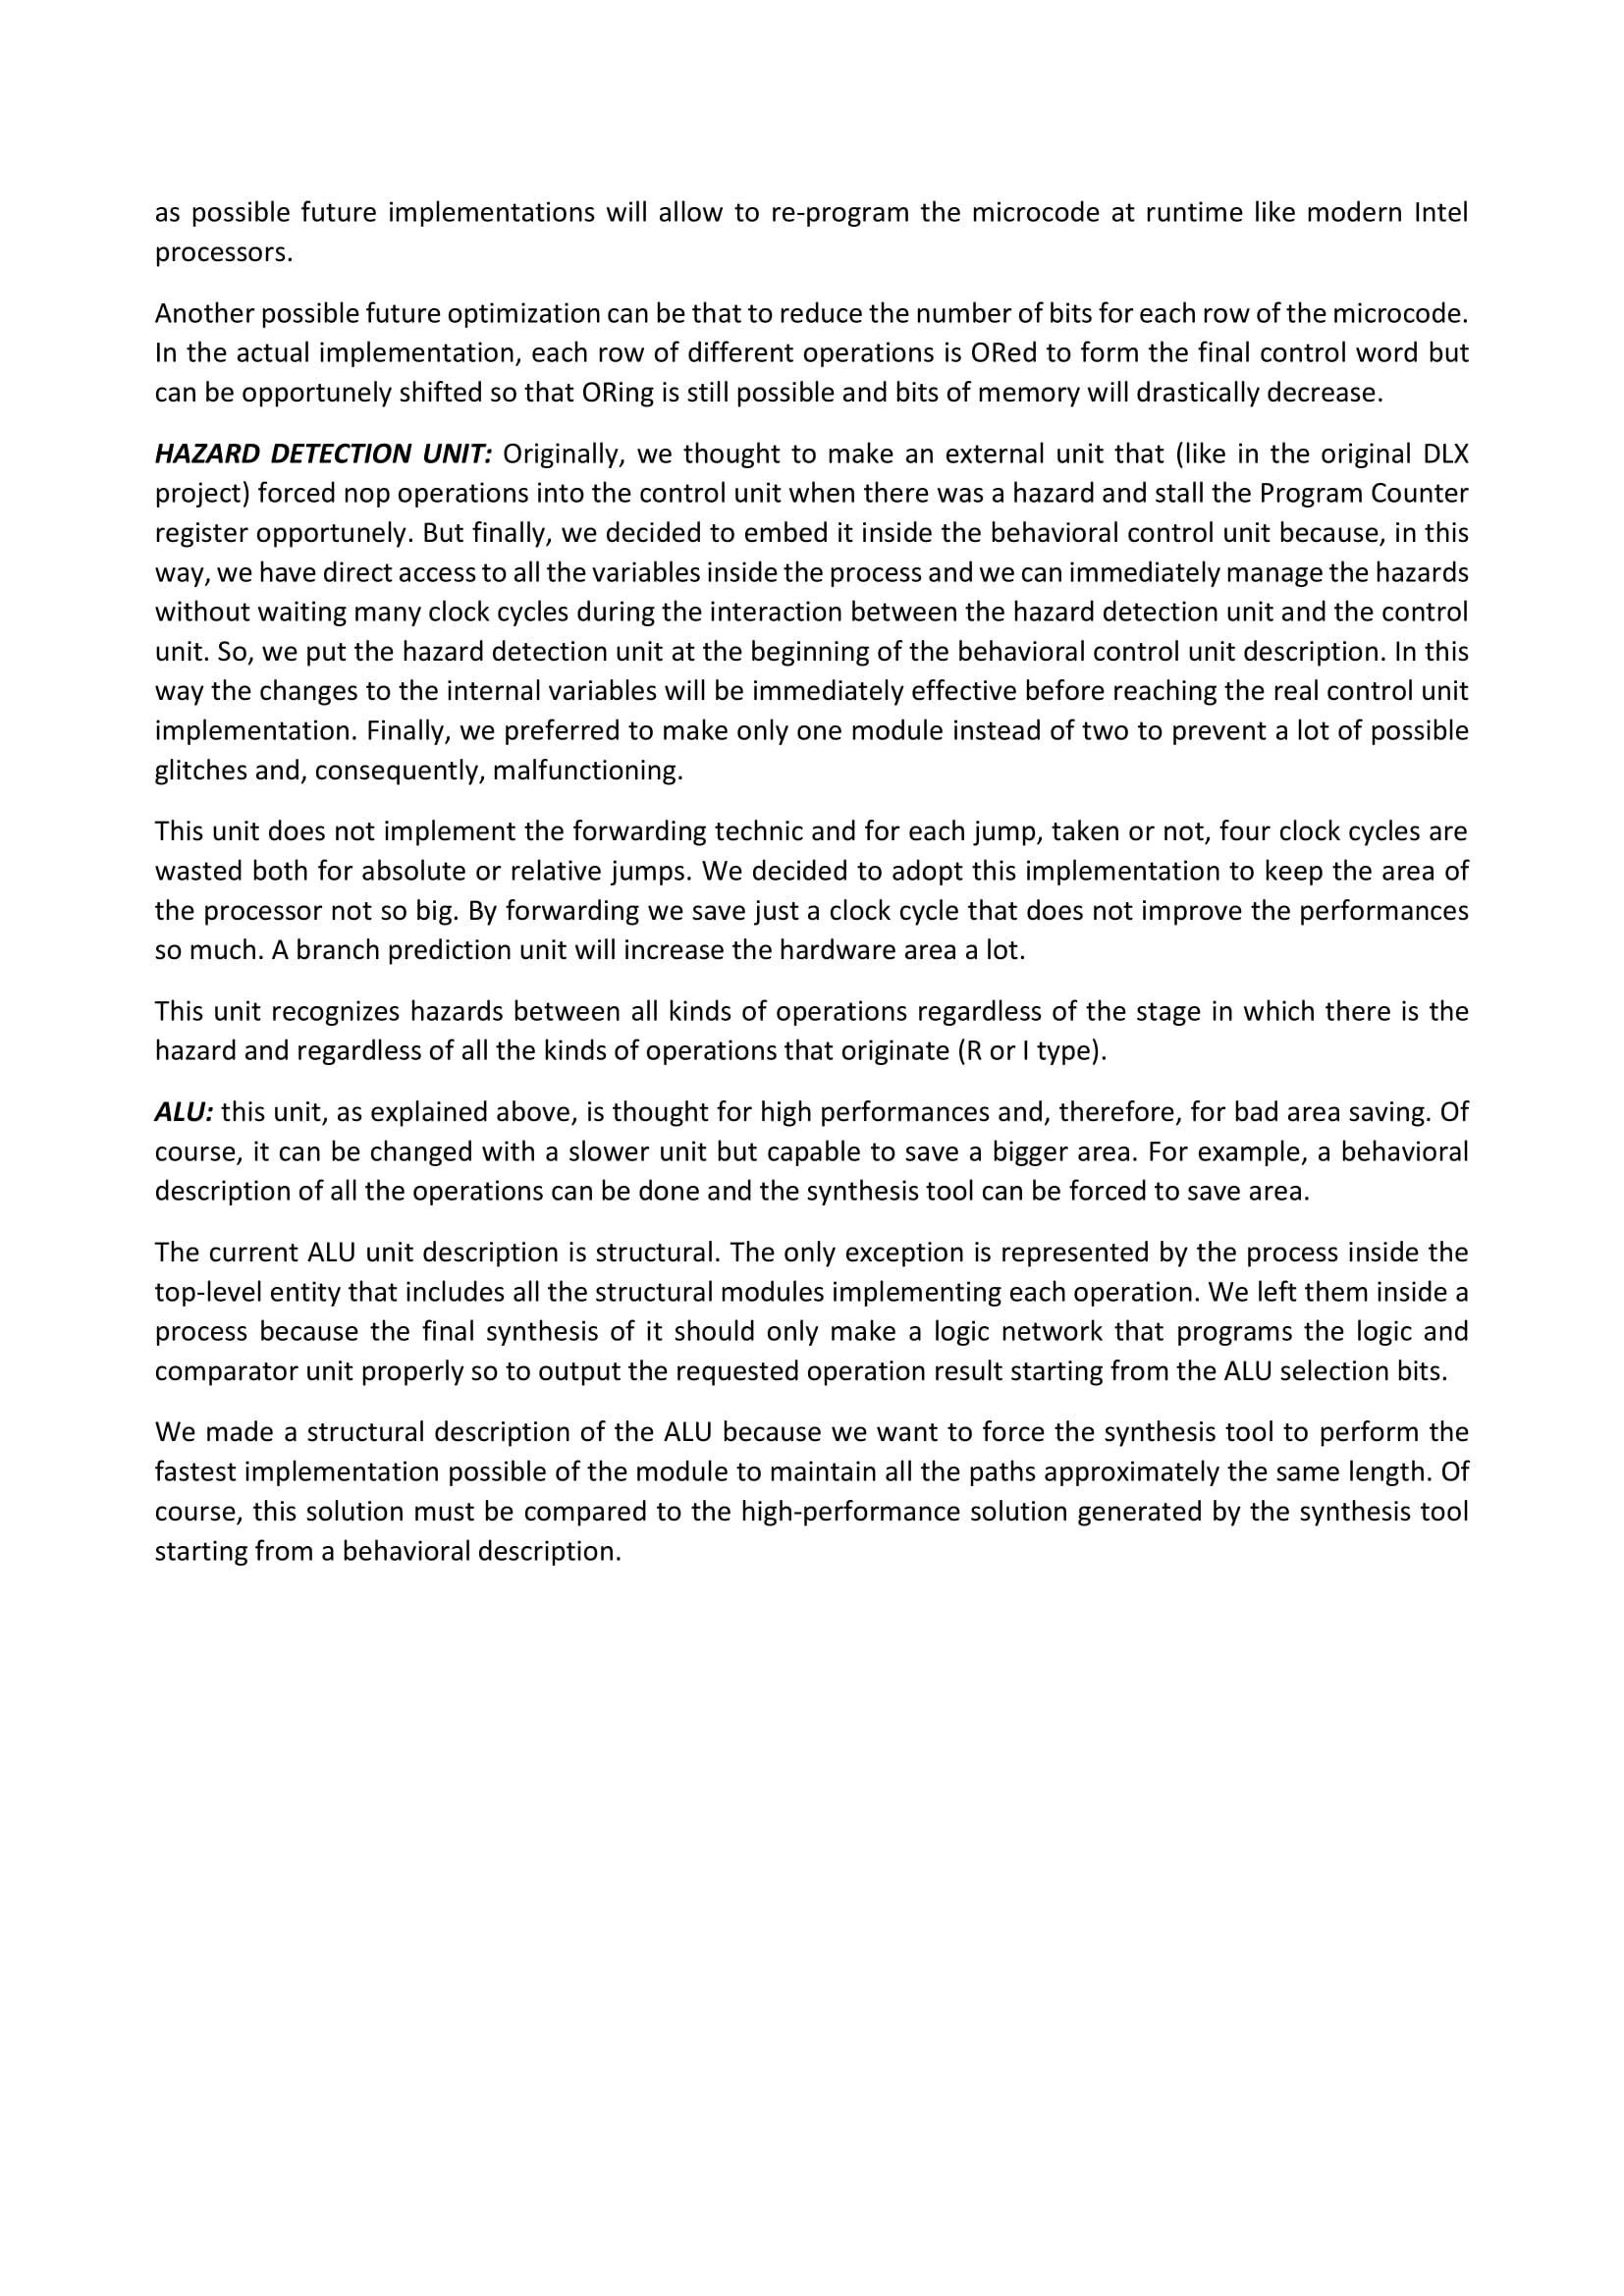 as possible future implementations will allow to re-program the microcode at runtime like modern Intel
processors.
Another possible future optimization can be that to reduce the number of bits for each row of the microcode.
In the actual implementation, each row of different operations is ORed to form the final control word but
can be opportunely shifted so that ORing is still possible and bits of memory will drastically decrease.
HAZARD DETECTION UNIT: Originally, we thought to make an external unit that (like in the original DLX
project) forced nop operations into the control unit when there was a hazard and stall the Program Counter
register opportunely. But finally, we decided to embed it inside the behavioral control unit because, in this
way, we have direct access to all the variables inside the process and we can immediately manage the hazards
without waiting many clock cycles during the interaction between the hazard detection unit and the control
unit. So, we put the hazard detection unit at the beginning of the behavioral control unit description. In this
way the changes to the internal variables will be immediately effective before reaching the real control unit
implementation. Finally, we preferred to make only one module instead of two to prevent a lot of possible
glitches and, consequently, malfunctioning.
This unit does not implement the forwarding technic and for each jump, taken or not, four clock cycles are
wasted both for absolute or relative jumps. We decided to adopt this implementation to keep the area of
the processor not so big. By forwarding we save just a clock cycle that does not improve the performances
so much. A branch prediction unit will increase the hardware area a lot.
This unit recognizes hazards between all kinds of operations regardless of the stage in which there is the
hazard and regardless of all the kinds of operations that originate (R or I type).
ALU: this unit, as explained above, is thought for high performances and, therefore, for bad area saving. Of
course, it can be changed with a slower unit but capable to save a bigger area. For example, a behavioral
description of all the operations can be done and the synthesis tool can be forced to save area.
The current ALU unit description is structural. The only exception is represented by the process inside the
top-level entity that includes all the structural modules implementing each operation. We left them inside a
process because the final synthesis of it should only make a logic network that programs the logic and
comparator unit properly so to output the requested operation result starting from the ALU selection bits.
We made a structural description of the ALU because we want to force the synthesis tool to perform the
fastest implementation possible of the module to maintain all the paths approximately the same length. Of
course, this solution must be compared to the high-performance solution generated by the synthesis tool
starting from a behavioral description.